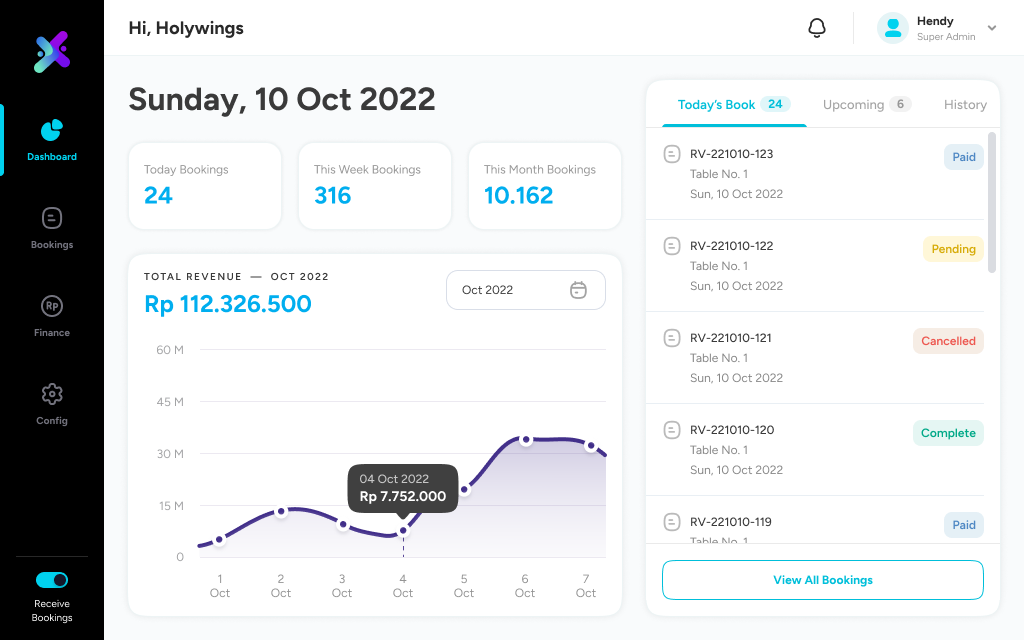 Hi, Holywings
Hendy
Super Admin
Dashboard
Bookings
Rp
Finance
Config
Receive
Bookings
Sunday, 10 Oct 2022
Today Bookings
24
This Week Bookings
316
This Month Bookings
10.162
TOTAL REVENUE — OCT 2022
Rp 112.326.500
Oct 2022
60 M
45 M
30 M
15 M
0
04 Oct 2022
Rp 7.752.000
1 Oct
2 Oct
3 Oct
4 Oct
5 Oct
6 Oct
7 Oct
Today's Book 24
Upcoming 6
History
RV-221010-123
Paid
Table No. 1
Sun, 10 Oct 2022
RV-221010-122
Pending
Table No. 1
Sun, 10 Oct 2022
RV-221010-121
Cancelled
Table No. 1
Sun, 10 Oct 2022
RV-221010-120
Complete
Table No. 1
Sun, 10 Oct 2022
RV-221010-119
Paid
Table No. 1
View All Bookings